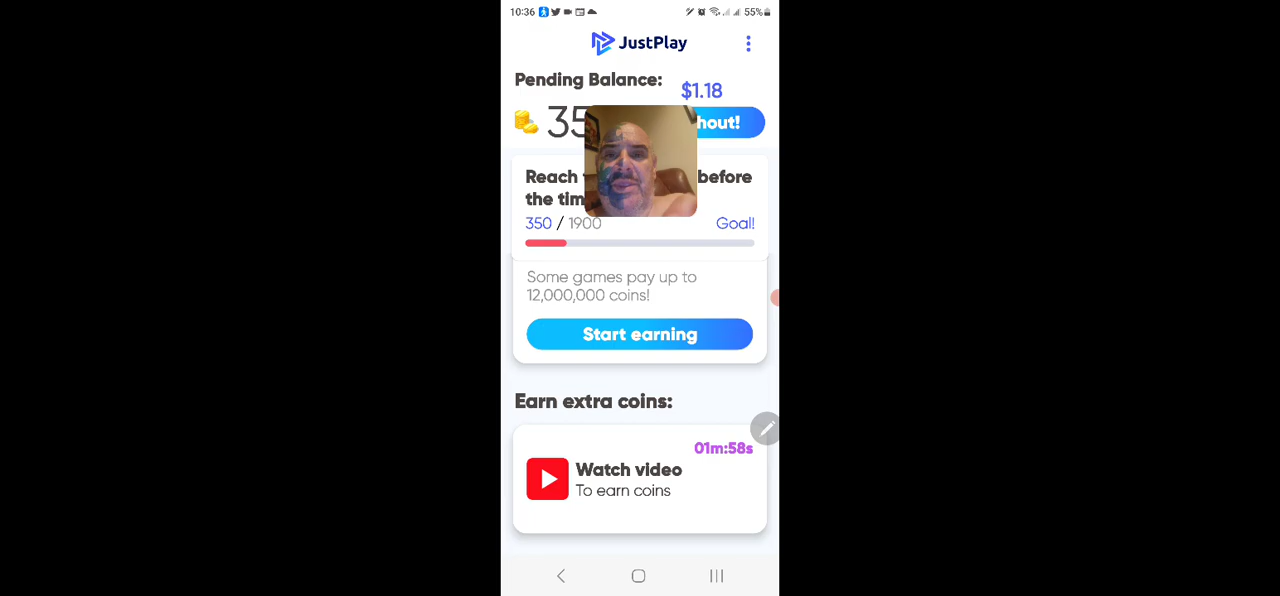 10:36 55%
JustPlay
Pending Balance:
$1.18
35 hout!
Reach before
the tim
350 / 1900 Goal!
Some games pay up to
12,000,000 coins!
Start earning
Earn extra coins:
01m:58s
Watch video
To earn coins